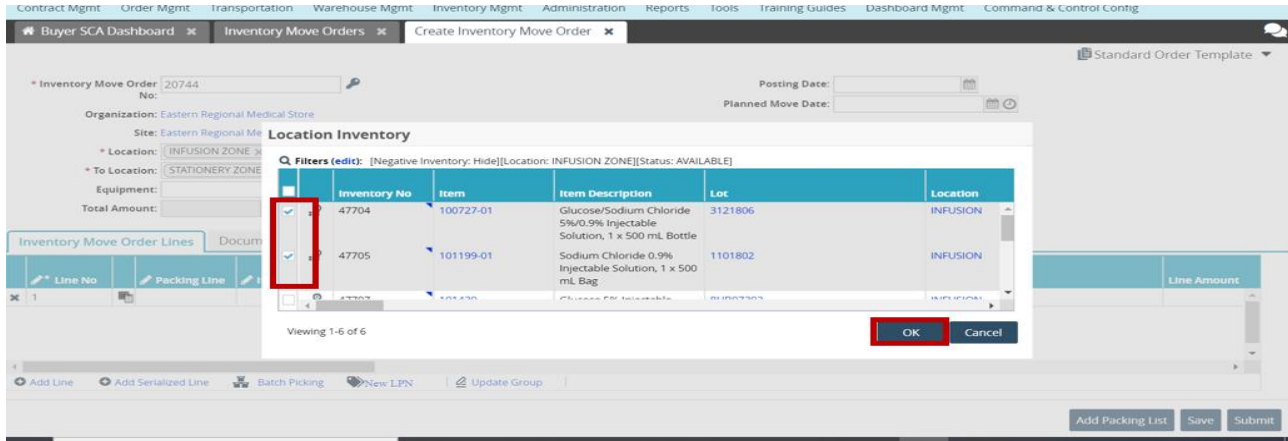 Contract Mgmt Order Mgmt Transportation Warehouse Mgmt Inventory Mgmt Administration Reports Tools Training Guides Dashboard Mgmt Command & Control Config
Buyer SCA Dashboard Inventory Move Orders Create Inventory Move Order
Standard Order Template
* Inventory Move Order No: 20744
Posting Date:
Planned Move Date:
Organization: Eastern Regional Medical Store
Site: Eastern Regional Me
* Location: INFUSION ZONE
* To Location: STATIONERY ZONE
Equipment:
Total Amount:
Location Inventory
Filters (edit): [Negative Inventory: Hide][Location: INFUSION ZONE][Status: AVAILABLE]
Inventory No Item Item Description Lot Location
47704 100727-01 Glucose/Sodium Chloride 3121806 INFUSION
5%/0.9% Injectable
Solution, 1 x 500 mL Bottle
47705 101199-01 Sodium Chloride 0.9% 1101802 INFUSION
Injectable Solution, 1 x 500
mL Bag
Viewing 1-6 of 6
OK Cancel
Inventory Move Order Lines Docum
* Line No Packing Line Line Amount
1
Add Line Add Serialized Line Batch Picking New LPN Update Group
Add Packing List Save Submit